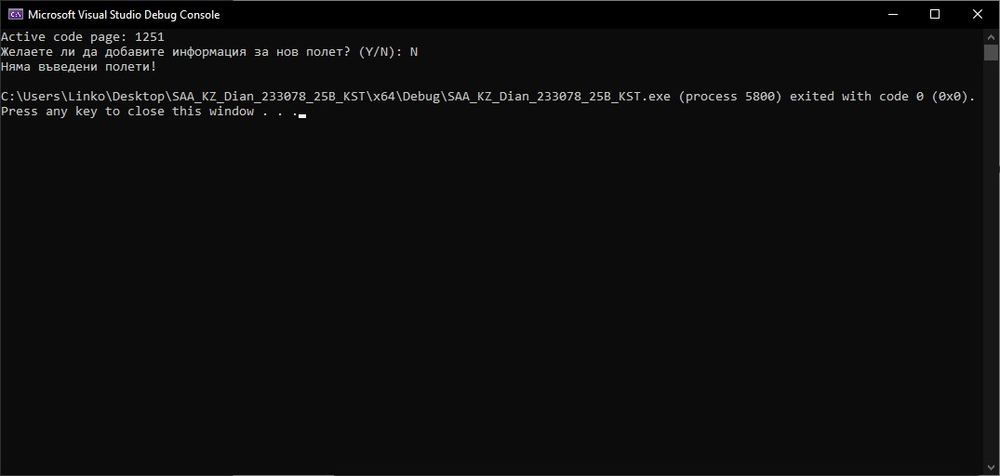 Microsoft Visual Studio Debug Console
Active code page: 1251
Желаете ли да добавите информация за нов полет? (Y/N): N
Няма въведени полети!
C:\Users\Linko\Desktop\SAA_KZ_Dian_233078_25B_KST\x64\Debug\SAA_KZ_Dian_233078_25B_KST.exe (process 5800) exited with code 0 (0x0).
Press any key to close this window . . .